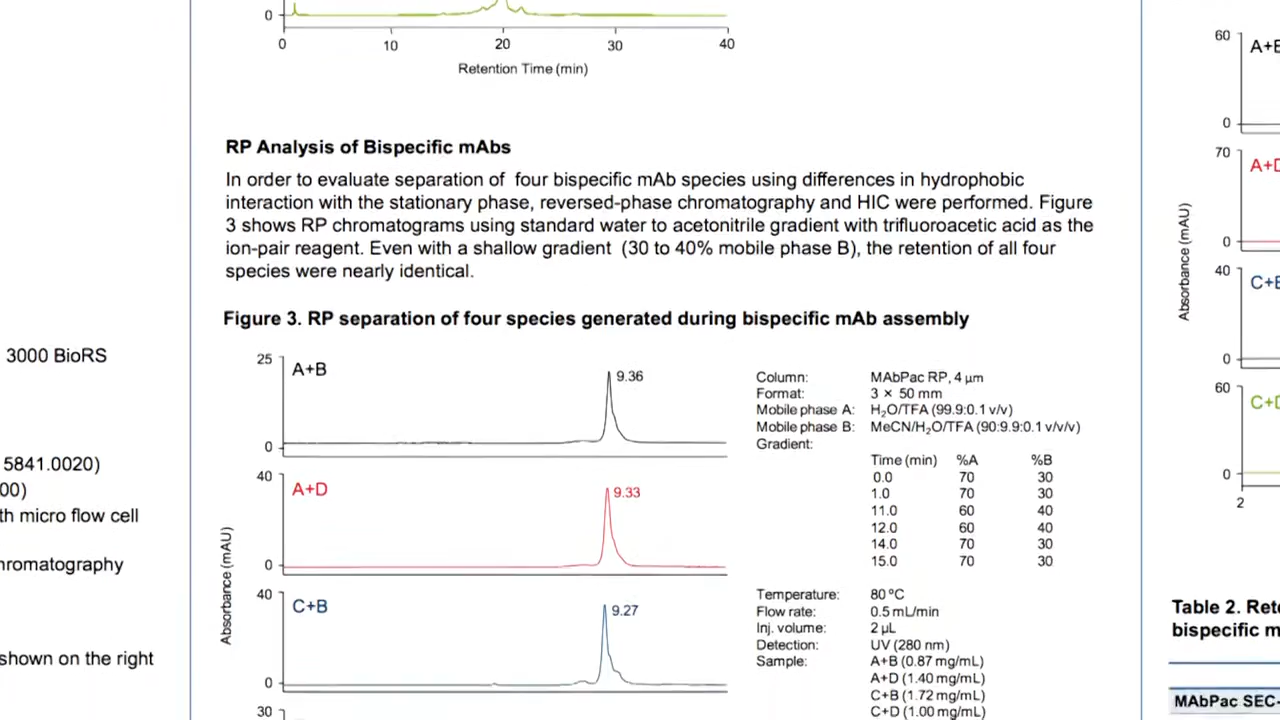 0
0
10
20
30
40
Retention Time (min)
RP Analysis of Bispecific mAbs
In order to evaluate separation of four bispecific mAb species using differences in hydrophobic
interaction with the stationary phase, reversed-phase chromatography and HIC were performed. Figure
3 shows RP chromatograms using standard water to acetonitrile gradient with trifluoroacetic acid as the
ion-pair reagent. Even with a shallow gradient (30 to 40% mobile phase B), the retention of all four
species were nearly identical.
Figure 3. RP separation of four species generated during bispecific mAb assembly
25
A+B
9.36
0
40
A+D
9.33
0
Absorbance (mAU)
40
C+B
9.27
0
30
Column: MAbPac RP, 4 µm
Format: 3 × 50 mm
Mobile phase A: H₂O/TFA (99.9:0.1 v/v)
Mobile phase B: MeCN/H₂O/TFA (90:9.9:0.1 v/v/v)
Gradient:
Time (min) %A %B
0.0 70 30
1.0 70 30
11.0 60 40
12.0 60 40
14.0 70 30
15.0 70 30
Temperature: 80 °C
Flow rate: 0.5 mL/min
Inj. volume: 2 µL
Detection: UV (280 nm)
Sample: A+B (0.87 mg/mL)
A+D (1.40 mg/mL)
C+B (1.72 mg/mL)
C+D (1.00 mg/mL)
3000 BioRS
5841.0020)
00)
th micro flow cell
hromatography
shown on the right
60
A+B
0
70
A+D
0
Absorbance (mAU)
40
C+B
0
60
C+D
0
2
Table 2. Rete
bispecific m
MAbPac SEC-